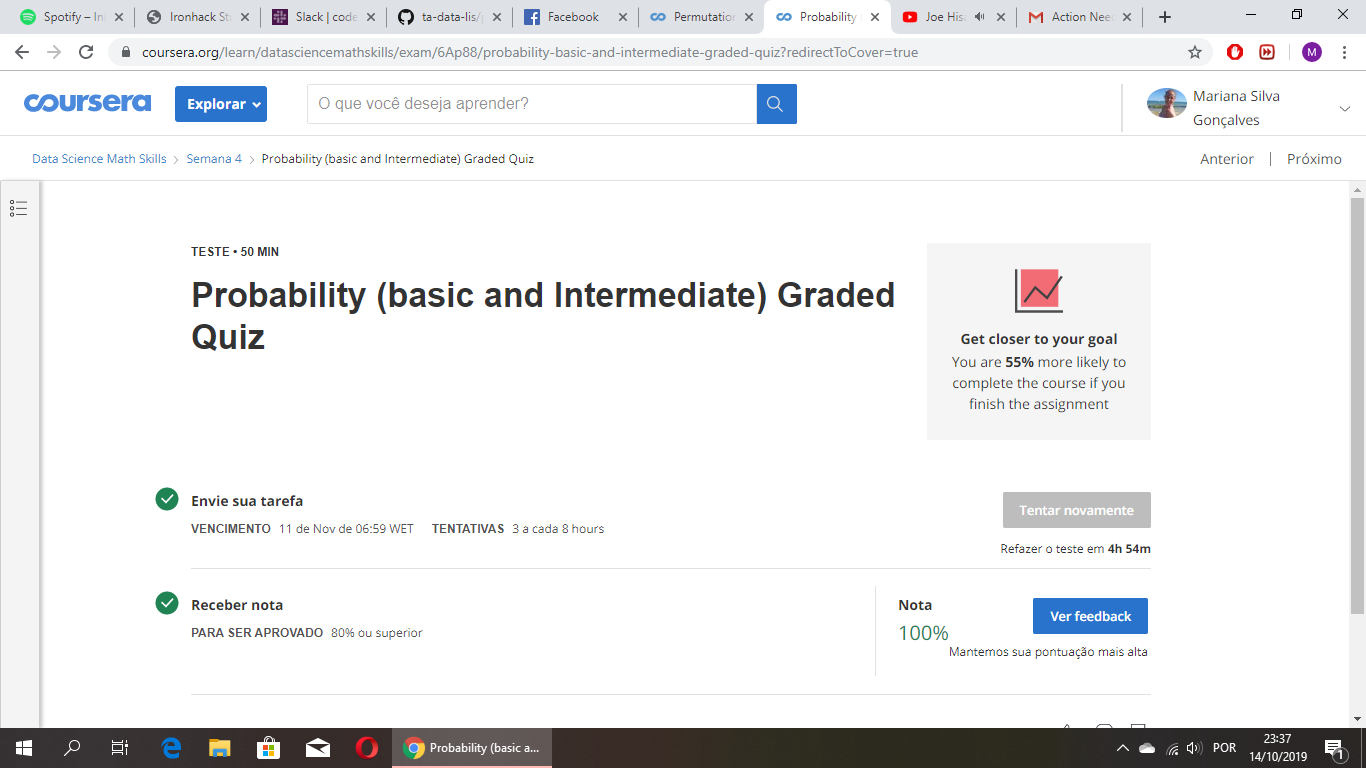 Spotify – In
Ironhack St
Slack | code
ta-data-lis/
Facebook
Permutation
Probability
Joe His
Action Nee
coursera.org/learn/datasciencemathskills/exam/6Ap88/probability-basic-and-intermediate-graded-quiz?redirectToCover=true
M
coursera
Explorar
O que você deseja aprender?
Mariana Silva
Gonçalves
Data Science Math Skills
Semana 4
Probability (basic and Intermediate) Graded Quiz
Anterior | Próximo
TESTE • 50 MIN
Probability (basic and Intermediate) Graded
Quiz
Get closer to your goal
You are 55% more likely to
complete the course if you
finish the assignment
Envie sua tarefa
VENCIMENTO 11 de Nov de 06:59 WET TENTATIVAS 3 a cada 8 hours
Tentar novamente
Refazer o teste em 4h 54m
Receber nota
PARA SER APROVADO 80% ou superior
Nota
100%
Ver feedback
Mantemos sua pontuação mais alta
Probability (basic a...
POR
23:37
14/10/2019
1